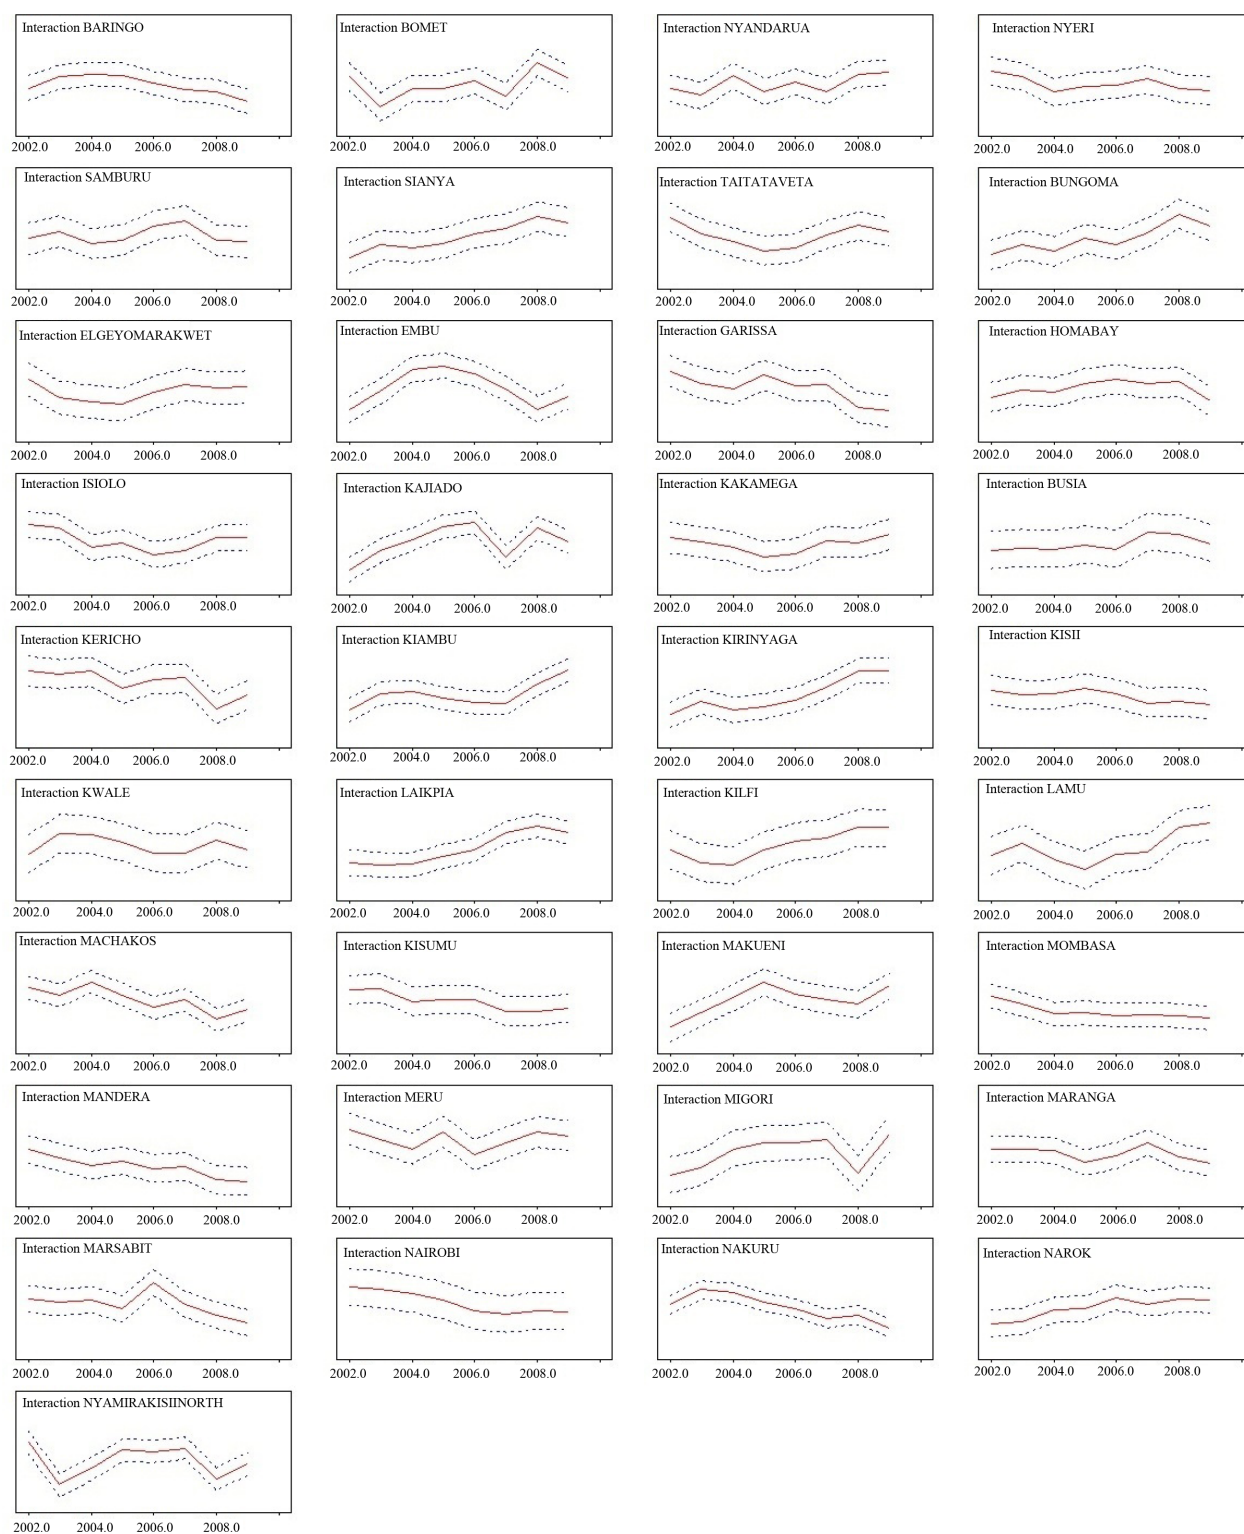 Interaction BARINGO
Interaction BOMET
Interaction NYANDARUA
Interaction NYERI
2002.0 2004.0 2006.0 2008.0
2002.0 2004.0 2006.0 2008.0
2002.0 2004.0 2006.0 2008.0
2002.0 2004.0 2006.0 2008.0
Interaction SAMBURU
Interaction SIANYA
Interaction TAITATAVETA
Interaction BUNGOMA
2002.0 2004.0 2006.0 2008.0
2002.0 2004.0 2006.0 2008.0
2002.0 2004.0 2006.0 2008.0
2002.0 2004.0 2006.0 2008.0
Interaction ELGEYOMARAKWET
Interaction EMBU
Interaction GARISSA
Interaction HOMABAY
2002.0 2004.0 2006.0 2008.0
2002.0 2004.0 2006.0 2008.0
2002.0 2004.0 2006.0 2008.0
2002.0 2004.0 2006.0 2008.0
Interaction ISIOLO
Interaction KAJIADO
Interaction KAKAMEGA
Interaction BUSIA
2002.0 2004.0 2006.0 2008.0
2002.0 2004.0 2006.0 2008.0
2002.0 2004.0 2006.0 2008.0
2002.0 2004.0 2006.0 2008.0
Interaction KERICHO
Interaction KIAMBU
Interaction KIRINYAGA
Interaction KISII
2002.0 2004.0 2006.0 2008.0
2002.0 2004.0 2006.0 2008.0
2002.0 2004.0 2006.0 2008.0
2002.0 2004.0 2006.0 2008.0
Interaction KWALE
Interaction LAIKPIA
Interaction KILFI
Interaction LAMU
2002.0 2004.0 2006.0 2008.0
2002.0 2004.0 2006.0 2008.0
2002.0 2004.0 2006.0 2008.0
2002.0 2004.0 2006.0 2008.0
Interaction MACHAKOS
Interaction KISUMU
Interaction MAKUENI
Interaction MOMBASA
2002.0 2004.0 2006.0 2008.0
2002.0 2004.0 2006.0 2008.0
2002.0 2004.0 2006.0 2008.0
2002.0 2004.0 2006.0 2008.0
Interaction MANDERA
Interaction MERU
Interaction MIGORI
Interaction MARANGA
2002.0 2004.0 2006.0 2008.0
2002.0 2004.0 2006.0 2008.0
2002.0 2004.0 2006.0 2008.0
2002.0 2004.0 2006.0 2008.0
Interaction MARSABIT
Interaction NAIROBI
Interaction NAKURU
Interaction NAROK
2002.0 2004.0 2006.0 2008.0
2002.0 2004.0 2006.0 2008.0
2002.0 2004.0 2006.0 2008.0
2002.0 2004.0 2006.0 2008.0
Interaction NYAMIRAKISIINORTH
2002.0 2004.0 2006.0 2008.0